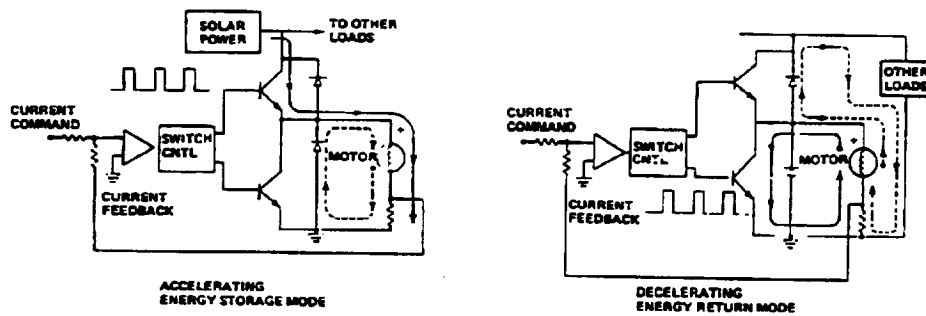 SOLAR
POWER
TO OTHER
LOADS
CURRENT
COMMAND
SWITCH
CNTL
MOTOR
+
CURRENT
FEEDBACK
ACCELERATING
ENERGY STORAGE MODE
OTHER
LOADS
CURRENT
COMMAND
SWITCH
CNTL
MOTOR
+
CURRENT
FEEDBACK
DECELERATING
ENERGY RETURN MODE